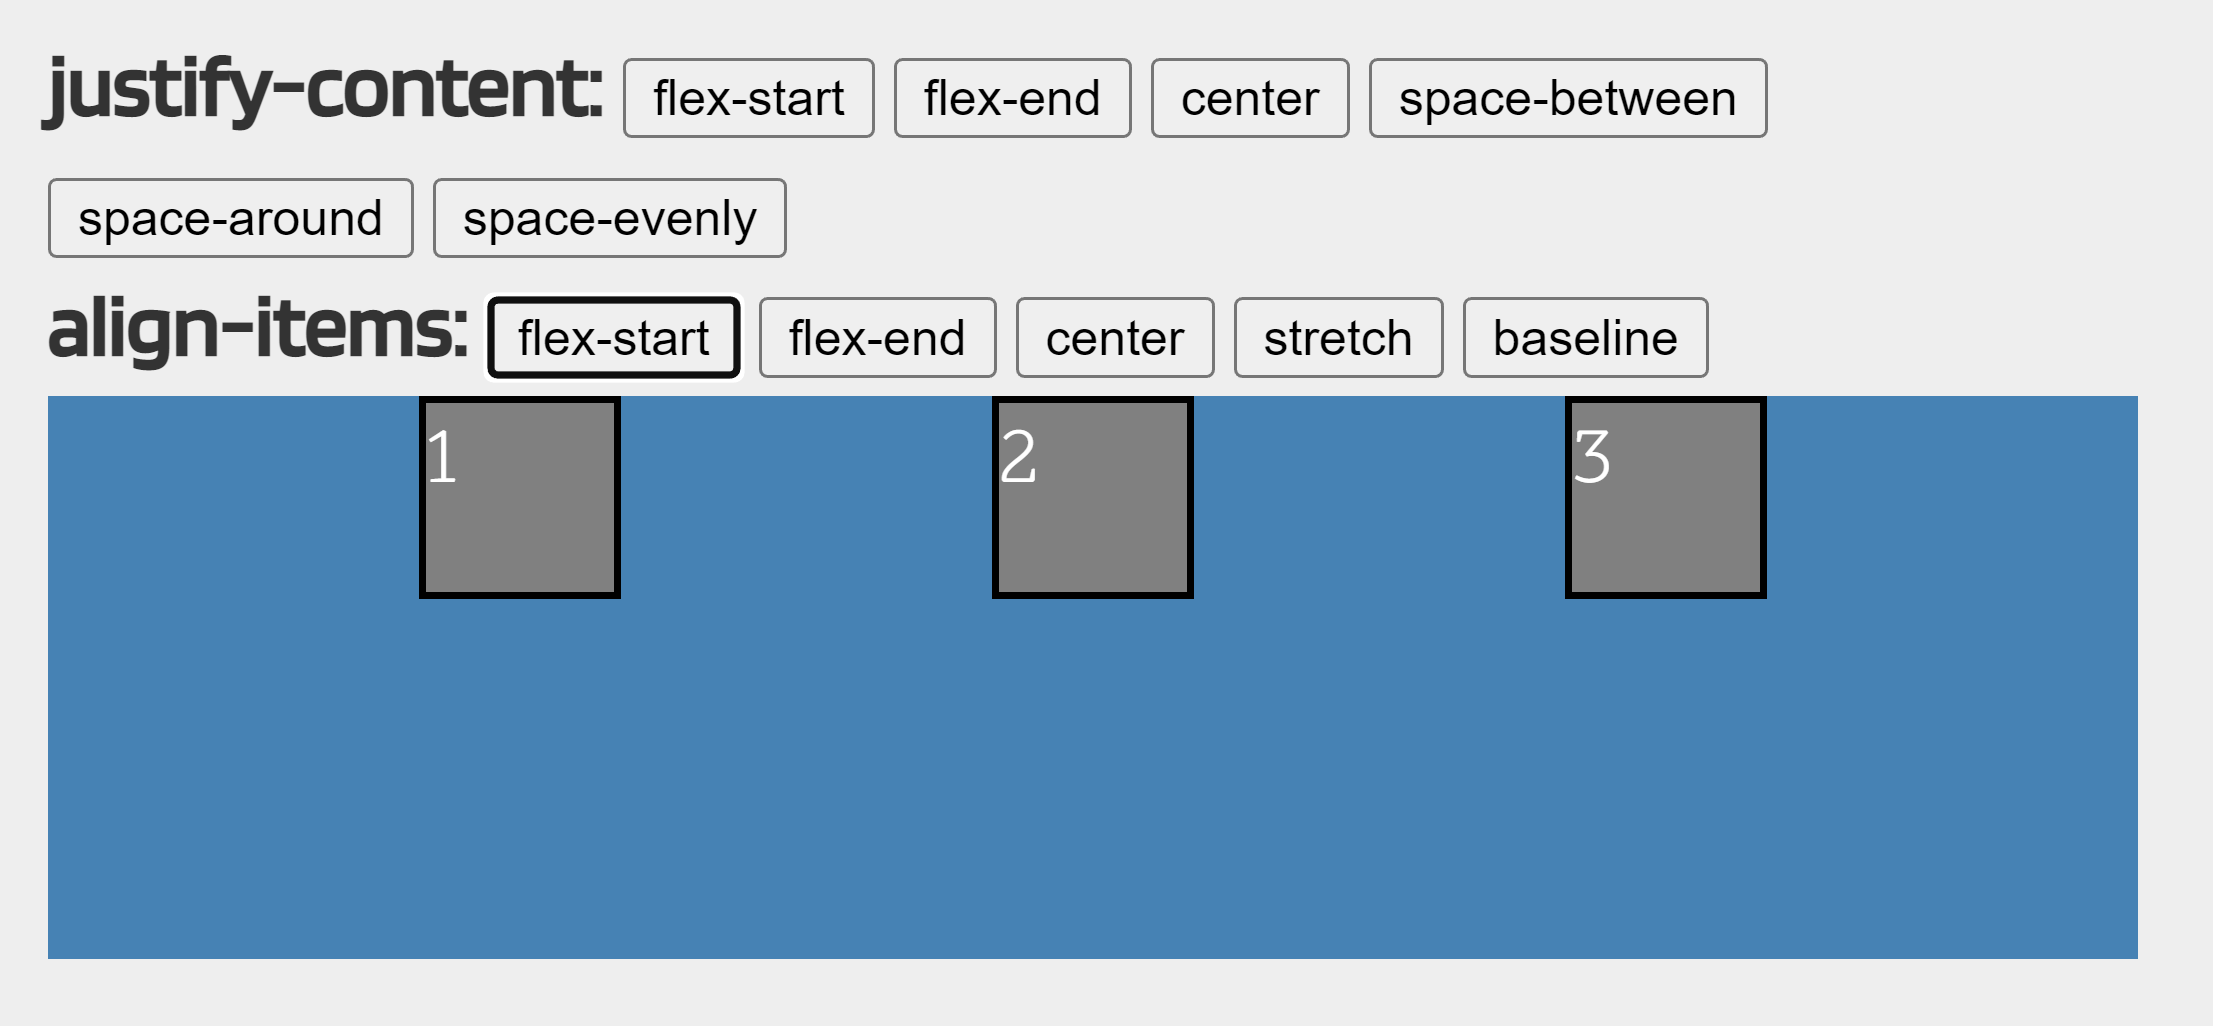 justify-content: flex-start flex-end center space-between
space-around space-evenly
align-items: flex-start flex-end center stretch baseline
1 2 3